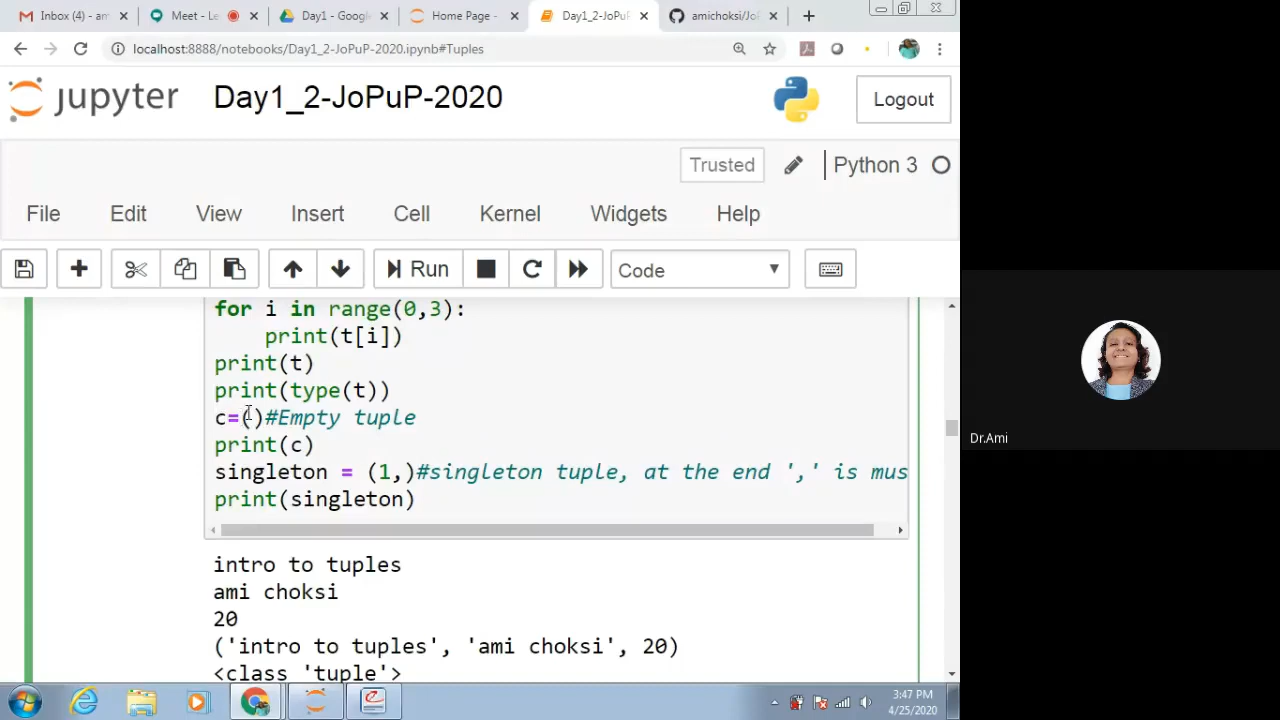 Inbox (4) - am
Meet - Le
Day1 - Google
Home Page -
Day1_2-JoPuP
amichoksi/JoP
localhost:8888/notebooks/Day1_2-JoPuP-2020.ipynb#Tuples
jupyter Day1_2-JoPuP-2020
Logout
Trusted
Python 3
File Edit View Insert Cell Kernel Widgets Help
Run
Code
for i in range(0,3):
print(t[i])
print(t)
print(type(t))
c=()#Empty tuple
print(c)
singleton = (1,)#singleton tuple, at the end ',' is mus
print(singleton)
intro to tuples
ami choksi
20
('intro to tuples', 'ami choksi', 20)
<class 'tuple'>
Dr.Ami
3:47 PM
4/25/2020